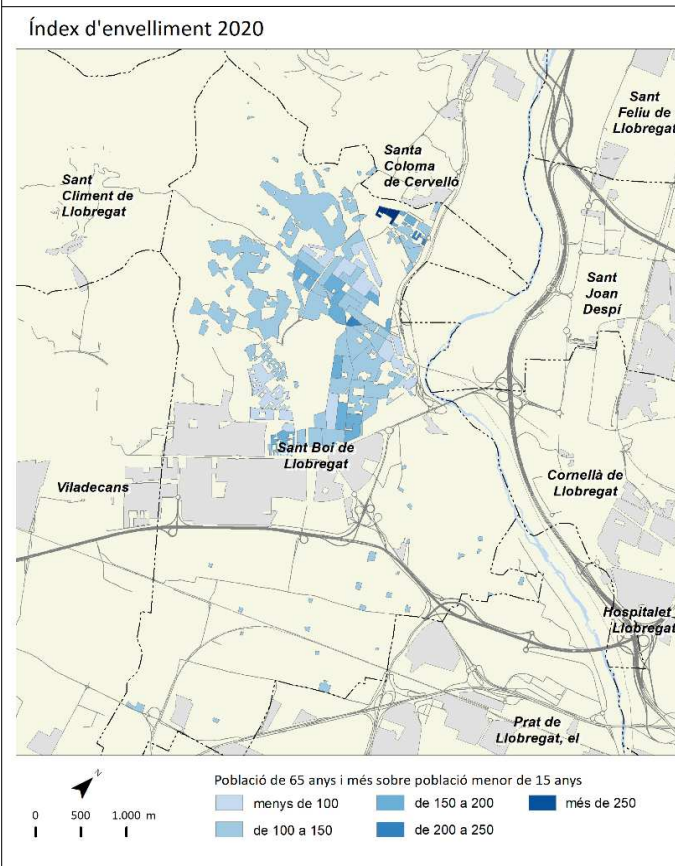 Índex d'envelliment 2020
Sant
Feliu de
Llobregat
Santa
Coloma
de Cervelló
Sant
Climent de
Llobregat
Sant
Joan
Despí
Sant Boi de
Llobregat
Cornellà de
Llobregat
Viladecans
Hospitalet
Llobregat
Prat de
Llobregat, el
N
0 500 1.000 m
Població de 65 anys i més sobre població menor de 15 anys
menys de 100
de 150 a 200
més de 250
de 100 a 150
de 200 a 250